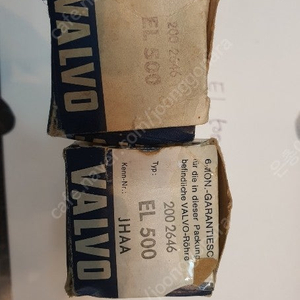 VALVO
200 2646
EL 500
VALVO
6-MON.-GARANTIESC
für die in dieser Packung
befindliche VALVO-Röhre
Typ:
200 2646
EL 500
Kenn-Nr.:
JHAA